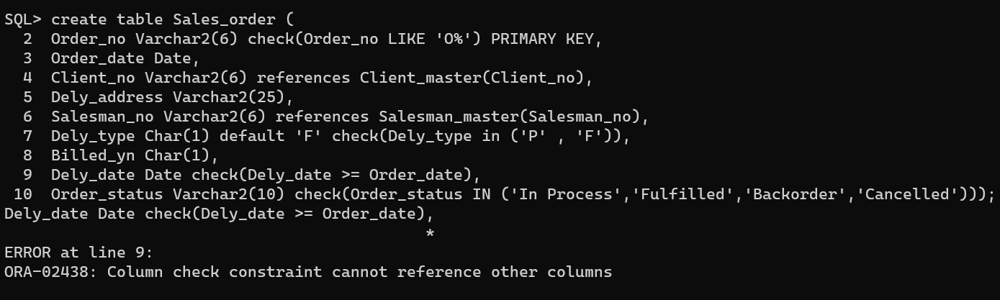 SQL> create table Sales_order (
  2  Order_no Varchar2(6) check(Order_no LIKE 'O%') PRIMARY KEY,
  3  Order_date Date,
  4  Client_no Varchar2(6) references Client_master(Client_no),
  5  Dely_address Varchar2(25),
  6  Salesman_no Varchar2(6) references Salesman_master(Salesman_no),
  7  Dely_type Char(1) default 'F' check(Dely_type in ('P' , 'F')),
  8  Billed_yn Char(1),
  9  Dely_date Date check(Dely_date >= Order_date),
 10  Order_status Varchar2(10) check(Order_status IN ('In Process','Fulfilled','Backorder','Cancelled')));
Dely_date Date check(Dely_date >= Order_date),
                                             *
ERROR at line 9:
ORA-02438: Column check constraint cannot reference other columns